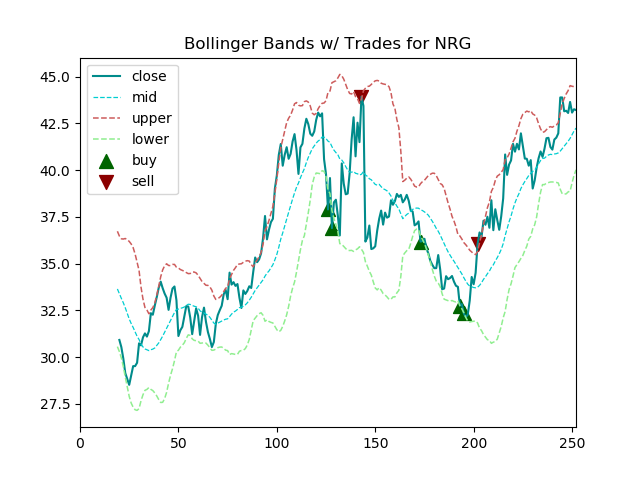 Bollinger Bands w/ Trades for NRG
45.0
42.5
40.0
37.5
35.0
32.5
30.0
27.5
close
mid
upper
lower
buy
sell
0 50 100 150 200 250